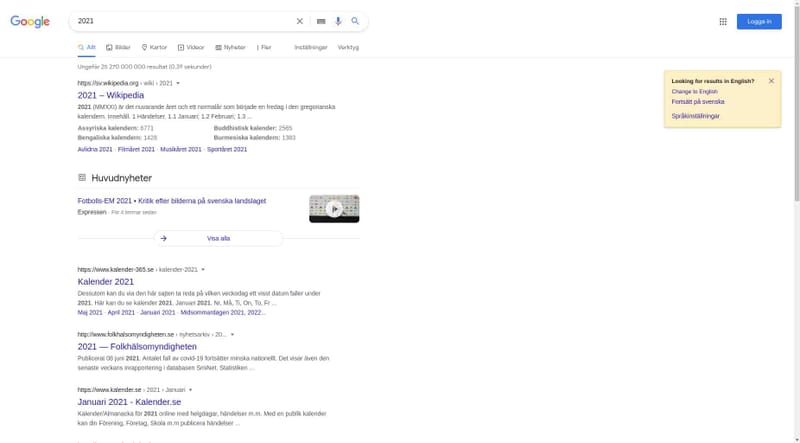 Google
2021
Logga in
Allt Bilder Kartor Videor Nyheter Fler Inställningar Verktyg
Ungefär 25 270 000 000 resultat (0,39 sekunder)
https://sv.wikipedia.org › wiki › 2021
2021 – Wikipedia
2021 (MMXXI) är det nuvarande året och ett normalår som började en fredag i den gregorianska
kalendern. Innehåll. 1 Händelser. 1.1 Januari; 1.2 Februari; 1.3 ...
Assyriska kalendern: 6771 Buddhistisk kalender: 2565
Bengaliska kalendern: 1428 Burmesiska kalendern: 1383
Avlidna 2021 · Filmåret 2021 · Musikåret 2021 · Sportåret 2021
Looking for results in English?
Change to English
Fortsätt på svenska
Språkinställningar
Huvudnyheter
Fotbolls-EM 2021 • Kritik efter bilderna på svenska landslaget
Expressen · För 4 timmar sedan
Visa alla
https://www.kalender-365.se › kalender-2021
Kalender 2021
Dessutom kan du via den här sajten ta reda på vilken veckodag ett visst datum faller under
2021. Här kan du se kalender 2021. Januari 2021. Nr, Må, Ti, On, To, Fr ...
Maj 2021 · April 2021 · Januari 2021 · Midsommardagen 2021, 2022...
http://www.folkhalsomyndigheten.se › nyhetsarkiv › 20...
2021 — Folkhälsomyndigheten
Publicerat 08 juni 2021. Antalet fall av covid-19 fortsätter minska nationellt. Det visar även den
senaste veckans inrapportering i databasen SmiNet. Statistiken ...
https://www.kalender.se › 2021 › Januari
Januari 2021 - Kalender.se
Kalender/Almanacka för 2021 online med helgdagar, händelser m.m. Med en publik kalender
kan din Förening, Företag, Skola m.m publicera händelser ...